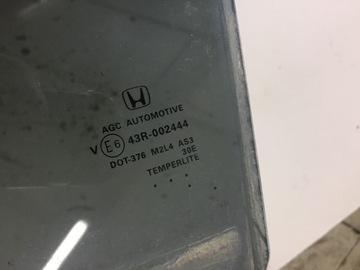 AGC AUTOMOTIVE
V E6 43R-002444
DOT-376 M2L4 AS3
30E
TEMPERLITE